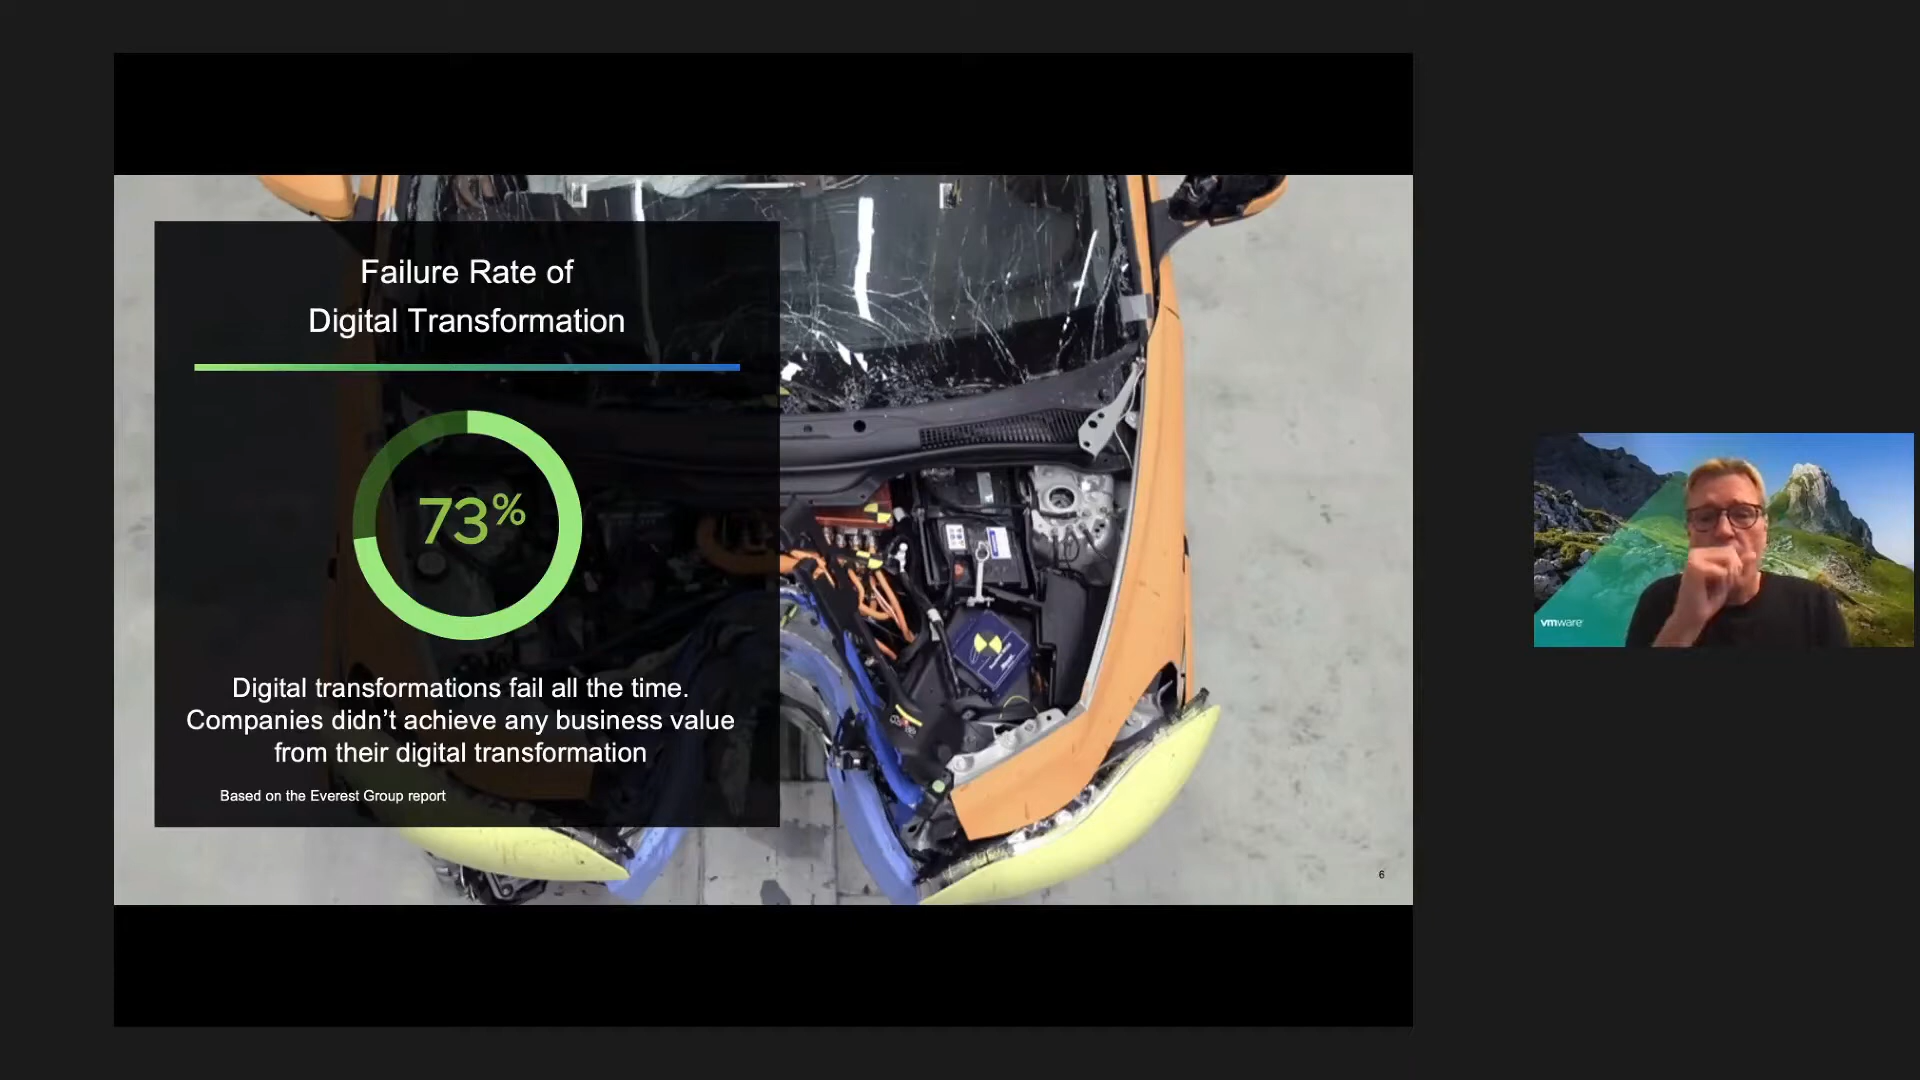 Failure Rate of
Digital Transformation
73%
Digital transformations fail all the time.
Companies didn’t achieve any business value
from their digital transformation
Based on the Everest Group report
6
vmware